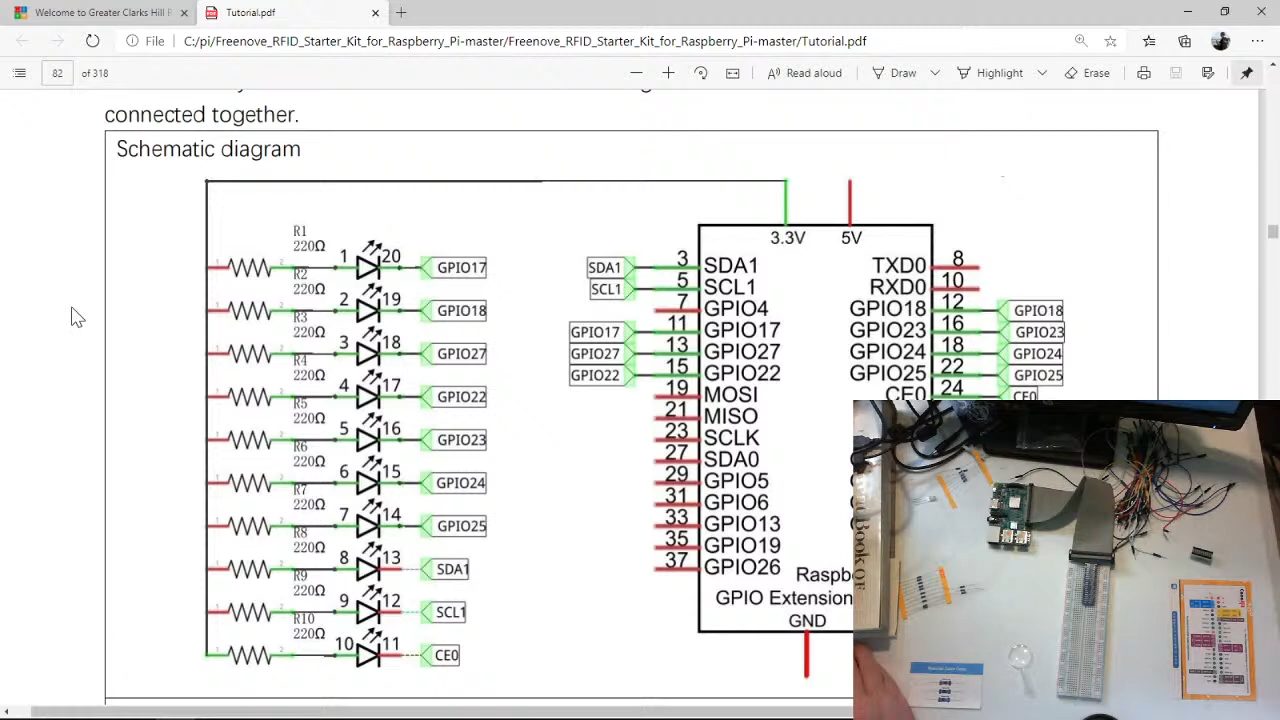 Welcome to Greater Clarks Hill R
Tutorial.pdf
File C:/pi/Freenove_RFID_Starter_Kit_for_Raspberry_Pi-master/Freenove_RFID_Starter_Kit_for_Raspberry_Pi-master/Tutorial.pdf
82 of 318 Read aloud Draw Highlight Erase
connected together.
Schematic diagram
3.3V 5V
R1
220Ω
1 20 GPIO17
R2
220Ω
2 19 GPIO18
R3
220Ω
3 18 GPIO27
R4
220Ω
4 17 GPIO22
R5
220Ω
5 16 GPIO23
R6
220Ω
6 15 GPIO24
R7
220Ω
7 14 GPIO25
R8
220Ω
8 13 SDA1
R9
220Ω
9 12 SCL1
R10
220Ω
10 11 CE0
SDA1 3 SDA1 TXD0 8
SCL1 5 SCL1 RXD0 10
7 GPIO4 GPIO18 12 GPIO18
GPIO17 11 GPIO17 GPIO23 16 GPIO23
GPIO27 13 GPIO27 GPIO24 18 GPIO24
GPIO22 15 GPIO22 GPIO25 22 GPIO25
19 MOSI CE0 24 CE0
21 MISO
23 SCLK
27 SDA0
29 GPIO5
31 GPIO6
33 GPIO13
35 GPIO19
37 GPIO26
Raspb
GPIO Extension
GND
Book OF